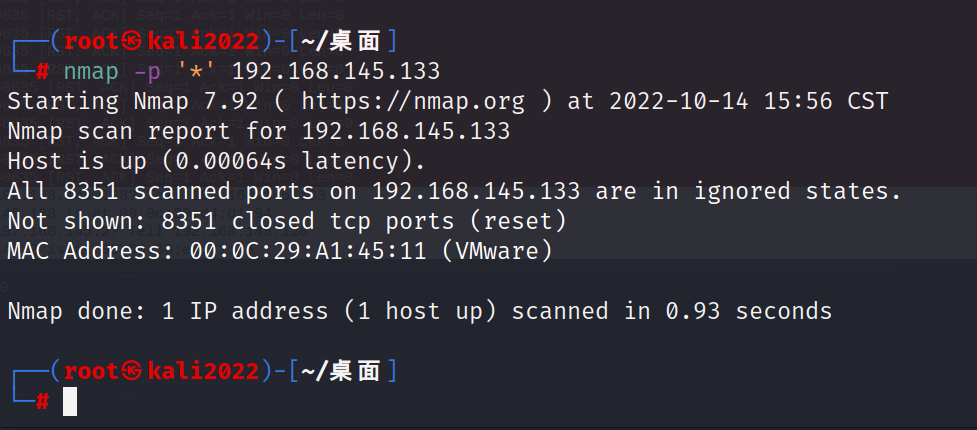 ┌──(root㉿kali2022)-[~/桌面]
└─# nmap -p '*' 192.168.145.133
Starting Nmap 7.92 ( https://nmap.org ) at 2022-10-14 15:56 CST
Nmap scan report for 192.168.145.133
Host is up (0.00064s latency).
All 8351 scanned ports on 192.168.145.133 are in ignored states.
Not shown: 8351 closed tcp ports (reset)
MAC Address: 00:0C:29:A1:45:11 (VMware)
Nmap done: 1 IP address (1 host up) scanned in 0.93 seconds
┌──(root㉿kali2022)-[~/桌面]
└─#